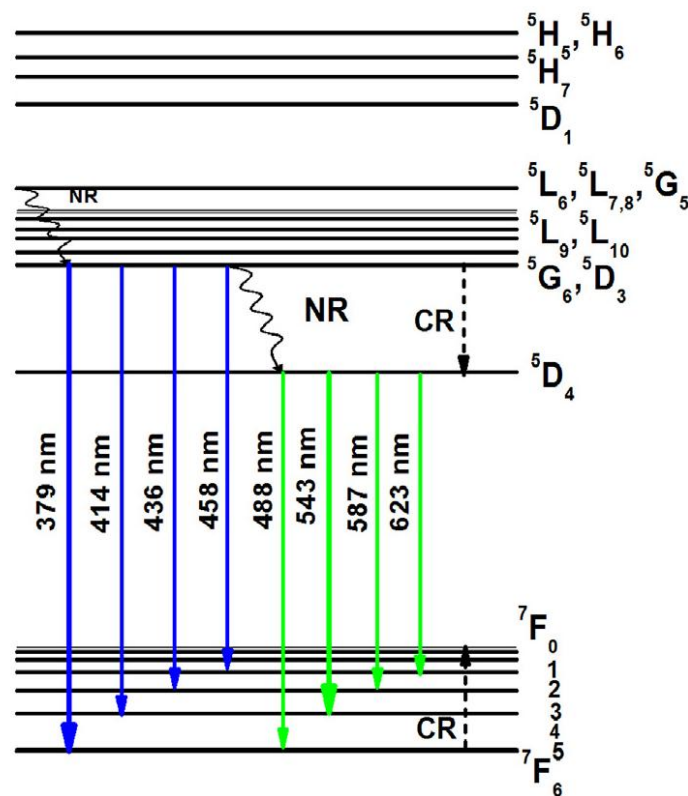 ⁵H₅, ⁵H₆
⁵H₇
⁵D₁
NR
⁵L₆, ⁵L₇,₈, ⁵G₅
⁵L₉, ⁵L₁₀
⁵G₆, ⁵D₃
NR
CR
⁵D₄
379 nm
414 nm
436 nm
458 nm
488 nm
543 nm
587 nm
623 nm
⁷F₀
1
2
3
4
CR
5
⁷F₆